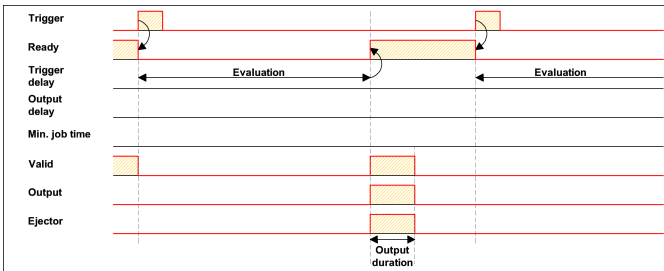 Trigger
Ready
Trigger
delay
Evaluation
Evaluation
Output
delay
Min. job time
Valid
Output
Ejector
Output
duration